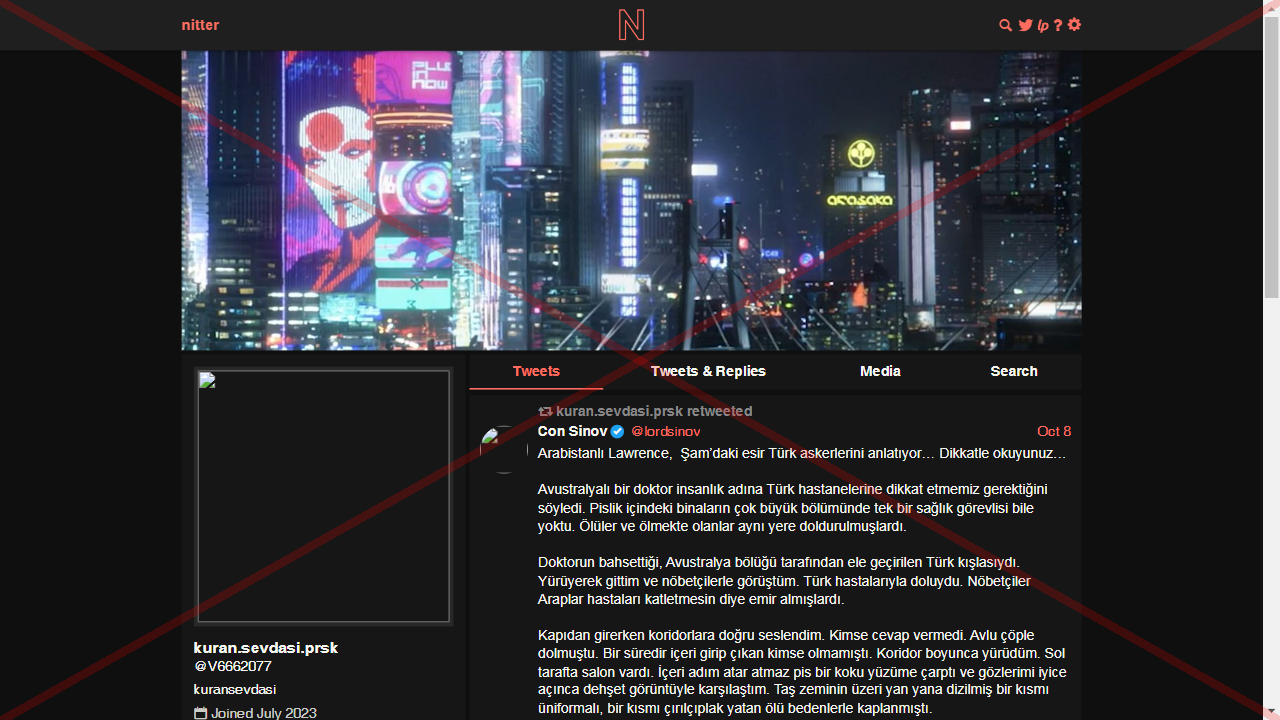 nitter
N
lp ?
PLUG
IN
NOW
arasaka
Tweets
Tweets & Replies
Media
Search
kuran.sevdasi.prsk retweeted
Con Sinov @lordsinov Oct 8
Arabistanlı Lawrence, Şam’daki esir Türk askerlerini anlatıyor… Dikkatle okuyunuz…
Avustralyalı bir doktor insanlık adına Türk hastanelerine dikkat etmemiz gerektiğini
söyledi. Pislik içindeki binaların çok büyük bölümünde tek bir sağlık görevlisi bile
yoktu. Ölüler ve ölmekte olanlar aynı yere doldurulmuşlardı.
Doktorun bahsettiği, Avustralya bölüğü tarafından ele geçirilen Türk kışlasıydı.
Yürüyerek gittim ve nöbetçilerle görüştüm. Türk hastalarıyla doluydu. Nöbetçiler
Araplar hastaları katletmesin diye emir almışlardı.
Kapıdan girerken koridorlara doğru seslendim. Kimse cevap vermedi. Avlu çöple
dolmuştu. Bir süredir içeri girip çıkan kimse olmamıştı. Koridor boyunca yürüdüm. Sol
tarafta salon vardı. İçeri adım atar atmaz pis bir koku yüzüme çarptı ve gözlerimi iyice
açınca dehşet görüntüyle karşılaştım. Taş zeminin üzeri yan yana dizilmiş bir kısmı
üniformalı, bir kısmı çırılçıplak yatan ölü bedenlerle kaplanmıştı.
kuran.sevdasi.prsk
@V6662077
kuransevdasi
Joined July 2023